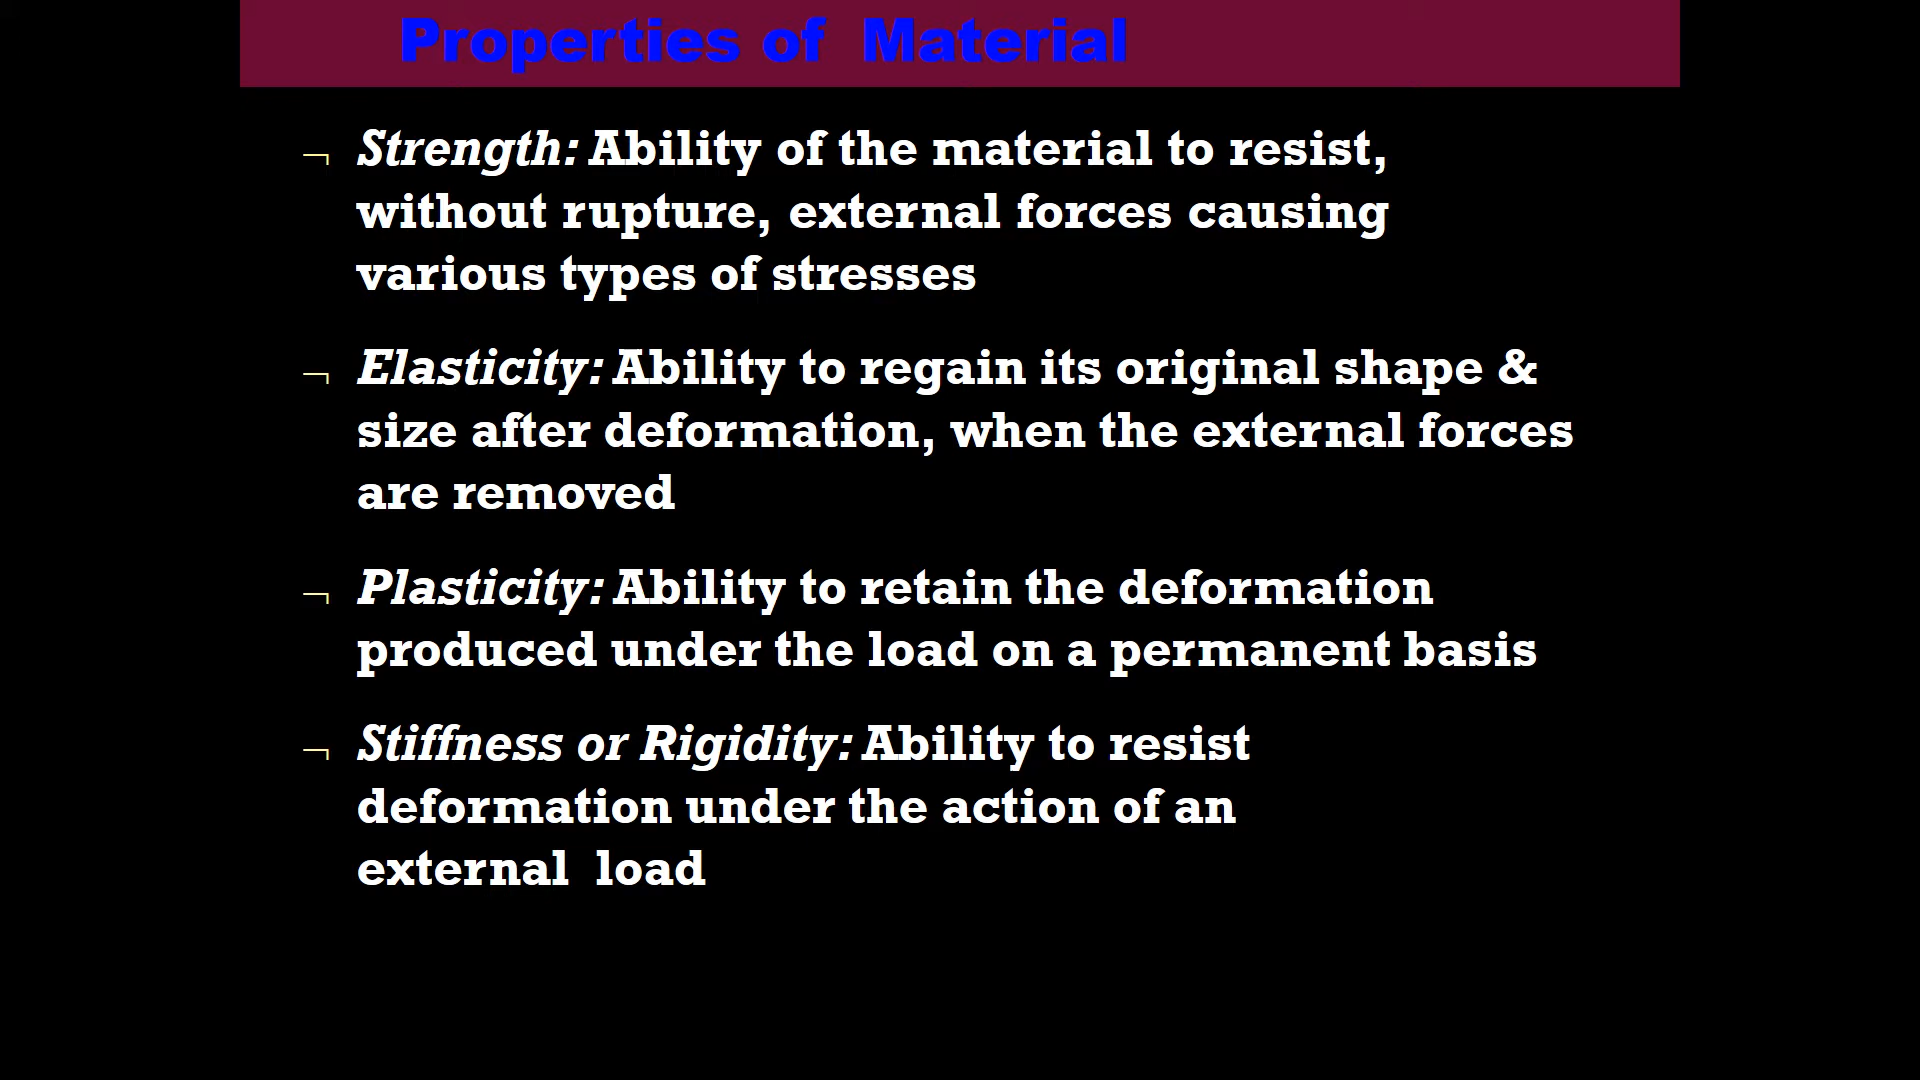 Properties of  Material
¬ Strength: Ability of the material to resist,
without rupture, external forces causing
various types of stresses
¬ Elasticity: Ability to regain its original shape &
size after deformation, when the external forces
are removed
¬ Plasticity: Ability to retain the deformation
produced under the load on a permanent basis
¬ Stiffness or Rigidity: Ability to resist
deformation under the action of an
external  load